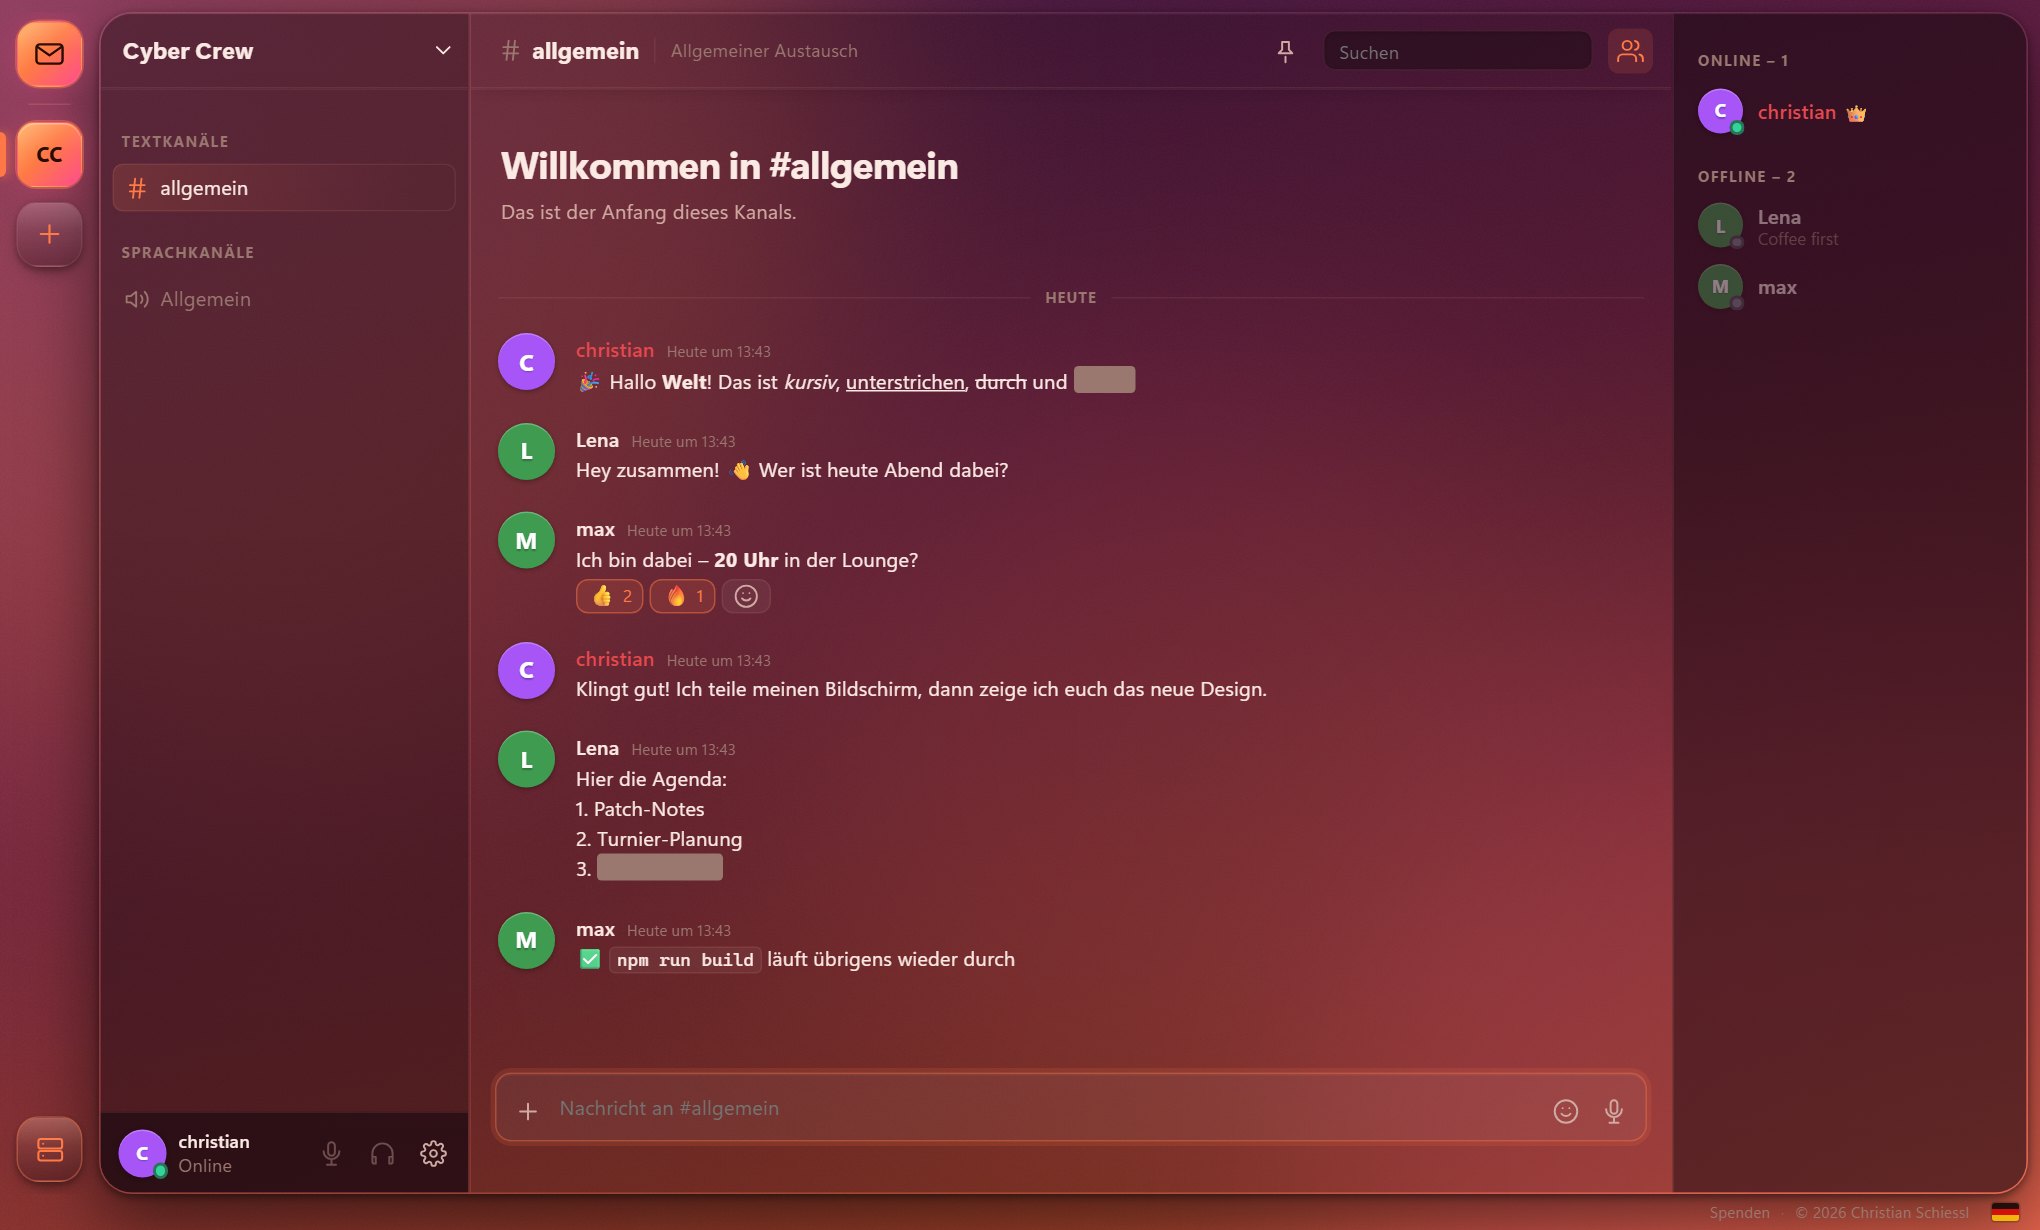 Cyber Crew
CC
TEXTKANÄLE
# allgemein
SPRACHKANÄLE
Allgemein
C
christian
Online
# allgemein
Allgemeiner Austausch
Suchen
Willkommen in #allgemein
Das ist der Anfang dieses Kanals.
HEUTE
C
christian Heute um 13:43
🎉 Hallo Welt! Das ist kursiv, unterstrichen, durch und
L
Lena Heute um 13:43
Hey zusammen! 👋 Wer ist heute Abend dabei?
M
max Heute um 13:43
Ich bin dabei – 20 Uhr in der Lounge?
👍 2 🔥 1
C
christian Heute um 13:43
Klingt gut! Ich teile meinen Bildschirm, dann zeige ich euch das neue Design.
L
Lena Heute um 13:43
Hier die Agenda:
1. Patch-Notes
2. Turnier-Planung
3.
M
max Heute um 13:43
✅ npm run build läuft übrigens wieder durch
Nachricht an #allgemein
ONLINE – 1
C
christian 👑
OFFLINE – 2
L
Lena
Coffee first
M
max
Spenden · © 2026 Christian Schiessl